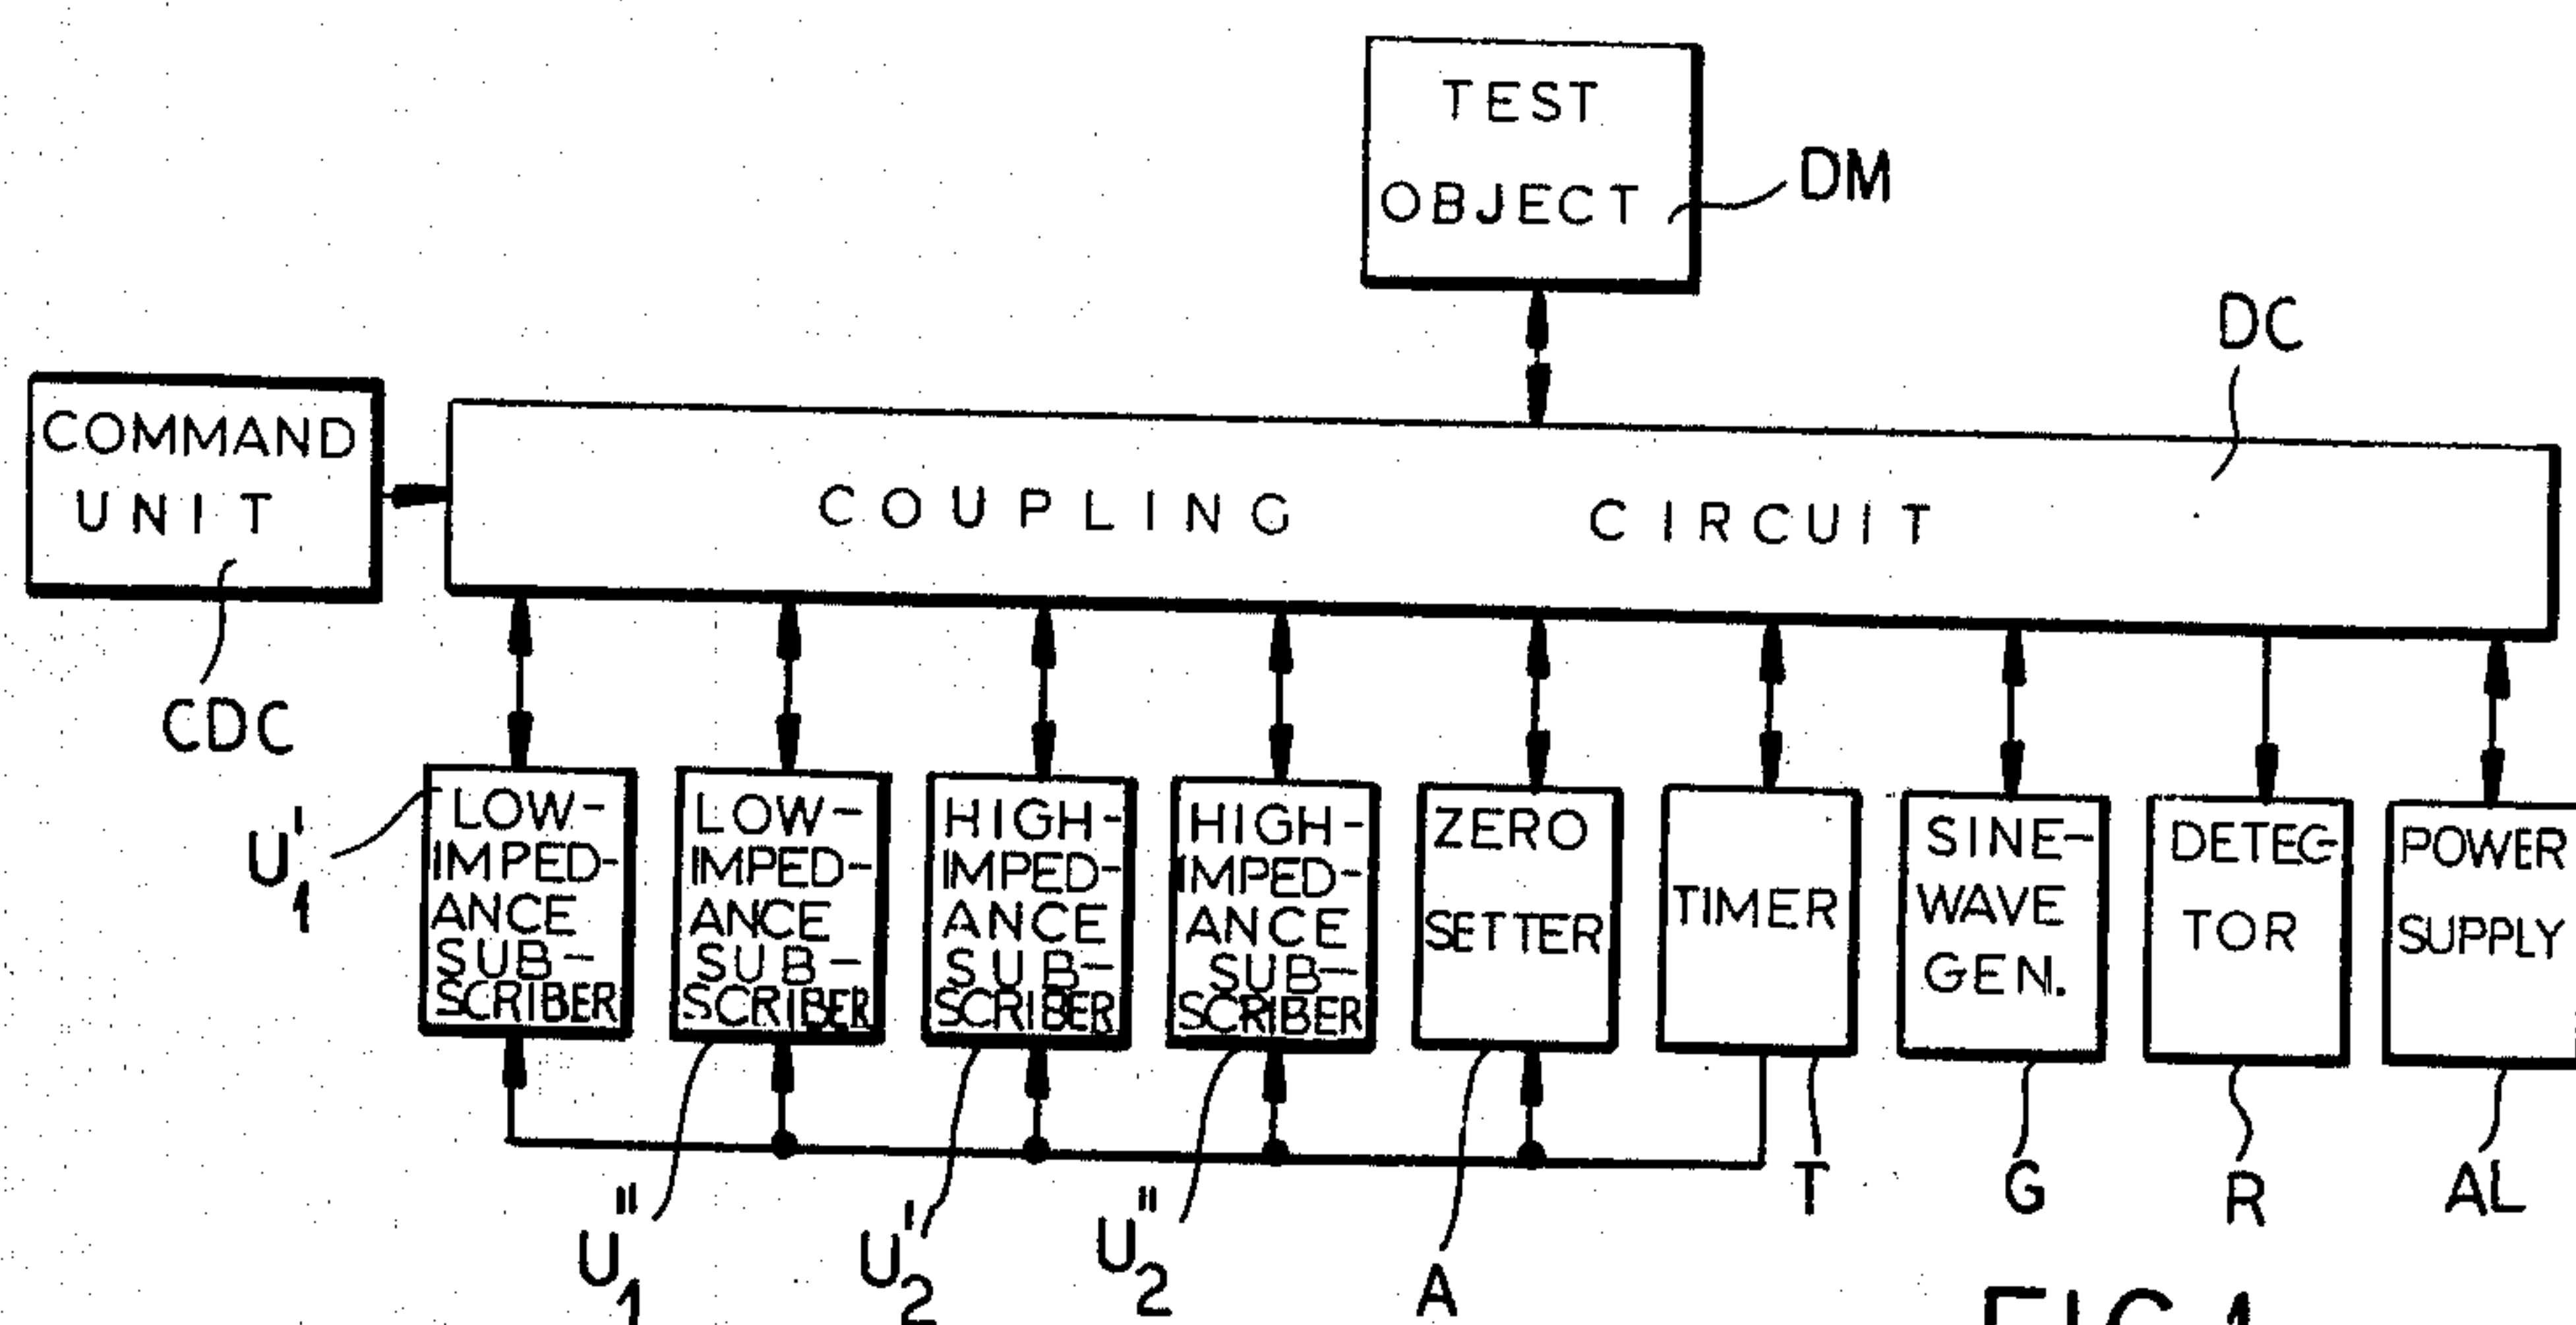 TEST
OBJECT
DM
DC
COMMAND
UNIT
CDC
COUPLING CIRCUIT
U'1
LOW-
IMPED-
ANCE
SUB-
SCRIBER
LOW-
IMPED-
ANCE
SUB-
SCRIBER
HIGH-
IMPED-
ANCE
SUB-
SCRIBER
HIGH-
IMPED-
ANCE
SUB-
SCRIBER
ZERO
SETTER
TIMER
SINE-
WAVE
GEN.
DETEC-
TOR
POWER
SUPPLY
U"1
U'2
U"2
A
T
G
R
AL
FIG.1